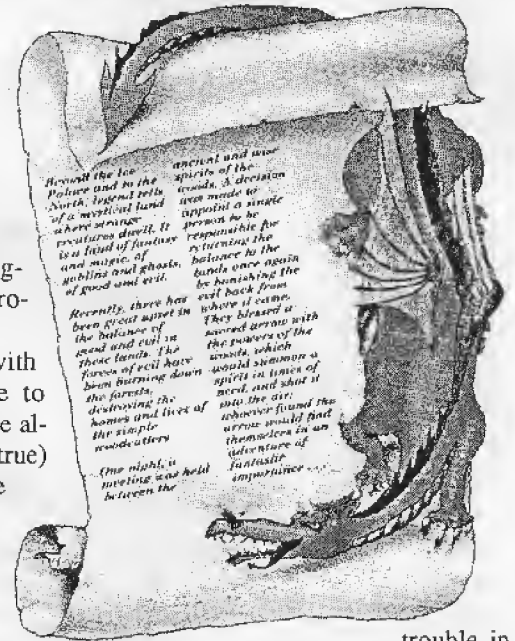 Beyond the Ice
Palace and to the
North, legend tells
of a mystical land
where strange
creatures dwell. It
is a land of fantasy
and magic, of
goblins and ghosts,
of good and evil.
Recently, there has
been great upset in
the balance of
good and evil in
these lands. The
forces of evil have
been burning down
the forests,
destroying the
homes and lives of
the simple
woodcutters
One night, a
meeting was held
between the
ancient and wise
spirits of the
woods. A decision
was made to
appoint a single
person to be
responsible for
returning the
balance to the
lands once again
by banishing the
evil back from
where it came.
They blessed a
sacred arrow with
the powers of the
woods, which
would summon a
spirit in times of
need, and shot it
into the air;
whoever found the
arrow would find
themselves in an
adventure of
fantastic
importance ...
g-
ro-
with
e to
e al-
true)
e
trouble in